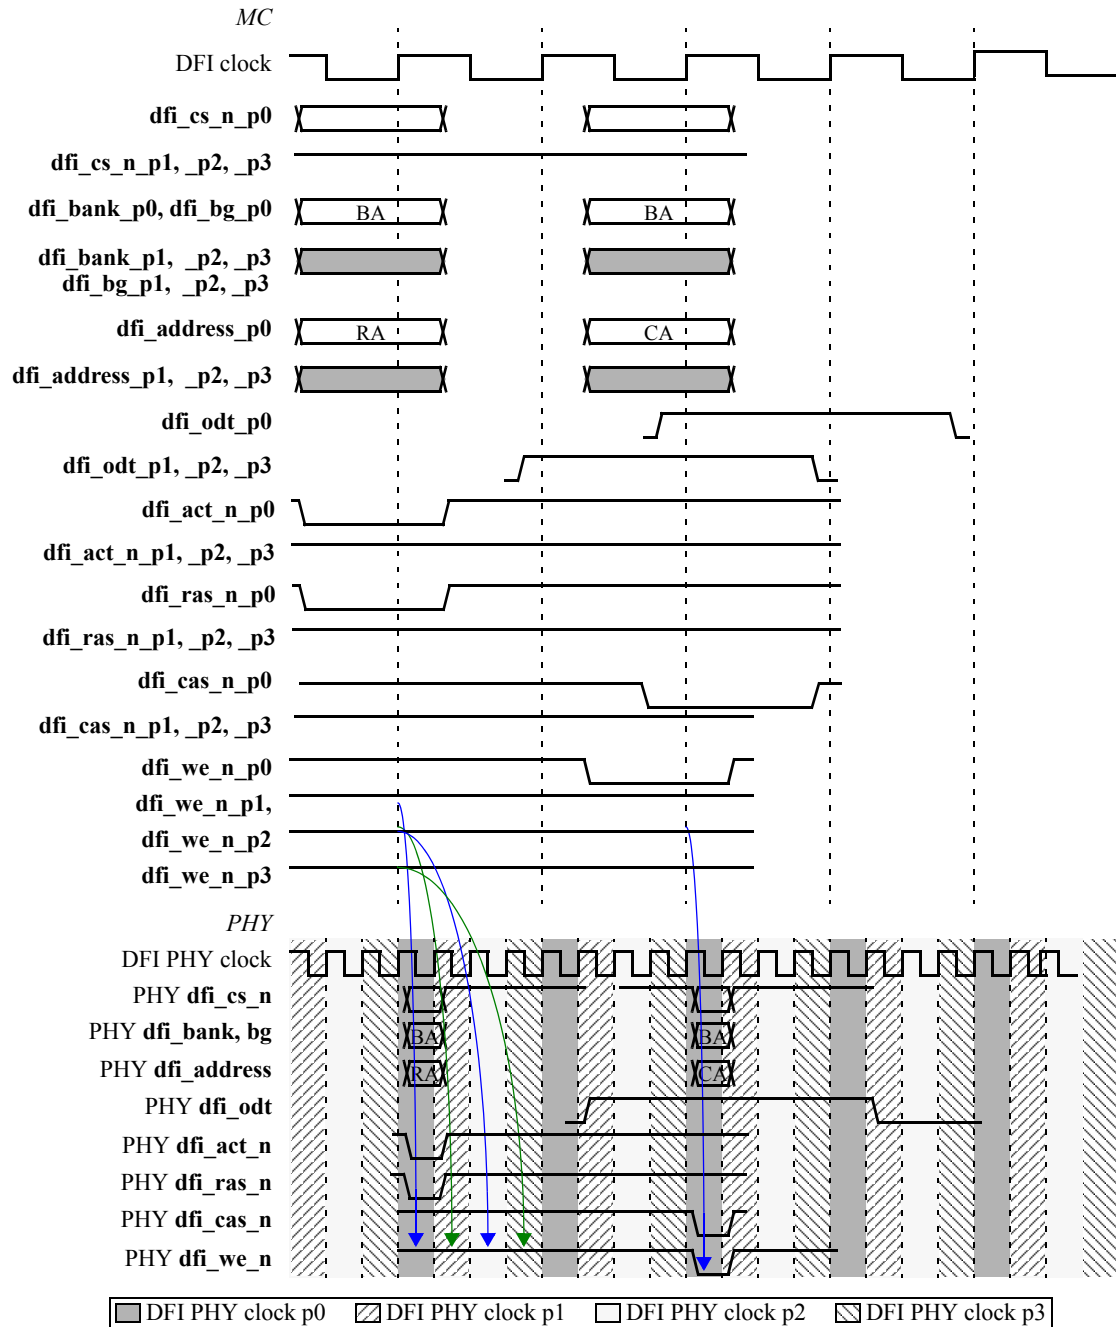 MC
DFI clock
dfi_cs_n_p0
dfi_cs_n_p1, _p2, _p3
dfi_bank_p0, dfi_bg_p0 BA BA
dfi_bank_p1, _p2, _p3
dfi_bg_p1, _p2, _p3
dfi_address_p0 RA CA
dfi_address_p1, _p2, _p3
dfi_odt_p0
dfi_odt_p1, _p2, _p3
dfi_act_n_p0
dfi_act_n_p1, _p2, _p3
dfi_ras_n_p0
dfi_ras_n_p1, _p2, _p3
dfi_cas_n_p0
dfi_cas_n_p1, _p2, _p3
dfi_we_n_p0
dfi_we_n_p1,
dfi_we_n_p2
dfi_we_n_p3
PHY
DFI PHY clock
PHY dfi_cs_n
PHY dfi_bank, bg BA BA
PHY dfi_address RA CA
PHY dfi_odt
PHY dfi_act_n
PHY dfi_ras_n
PHY dfi_cas_n
PHY dfi_we_n
DFI PHY clock p0 DFI PHY clock p1 DFI PHY clock p2 DFI PHY clock p3